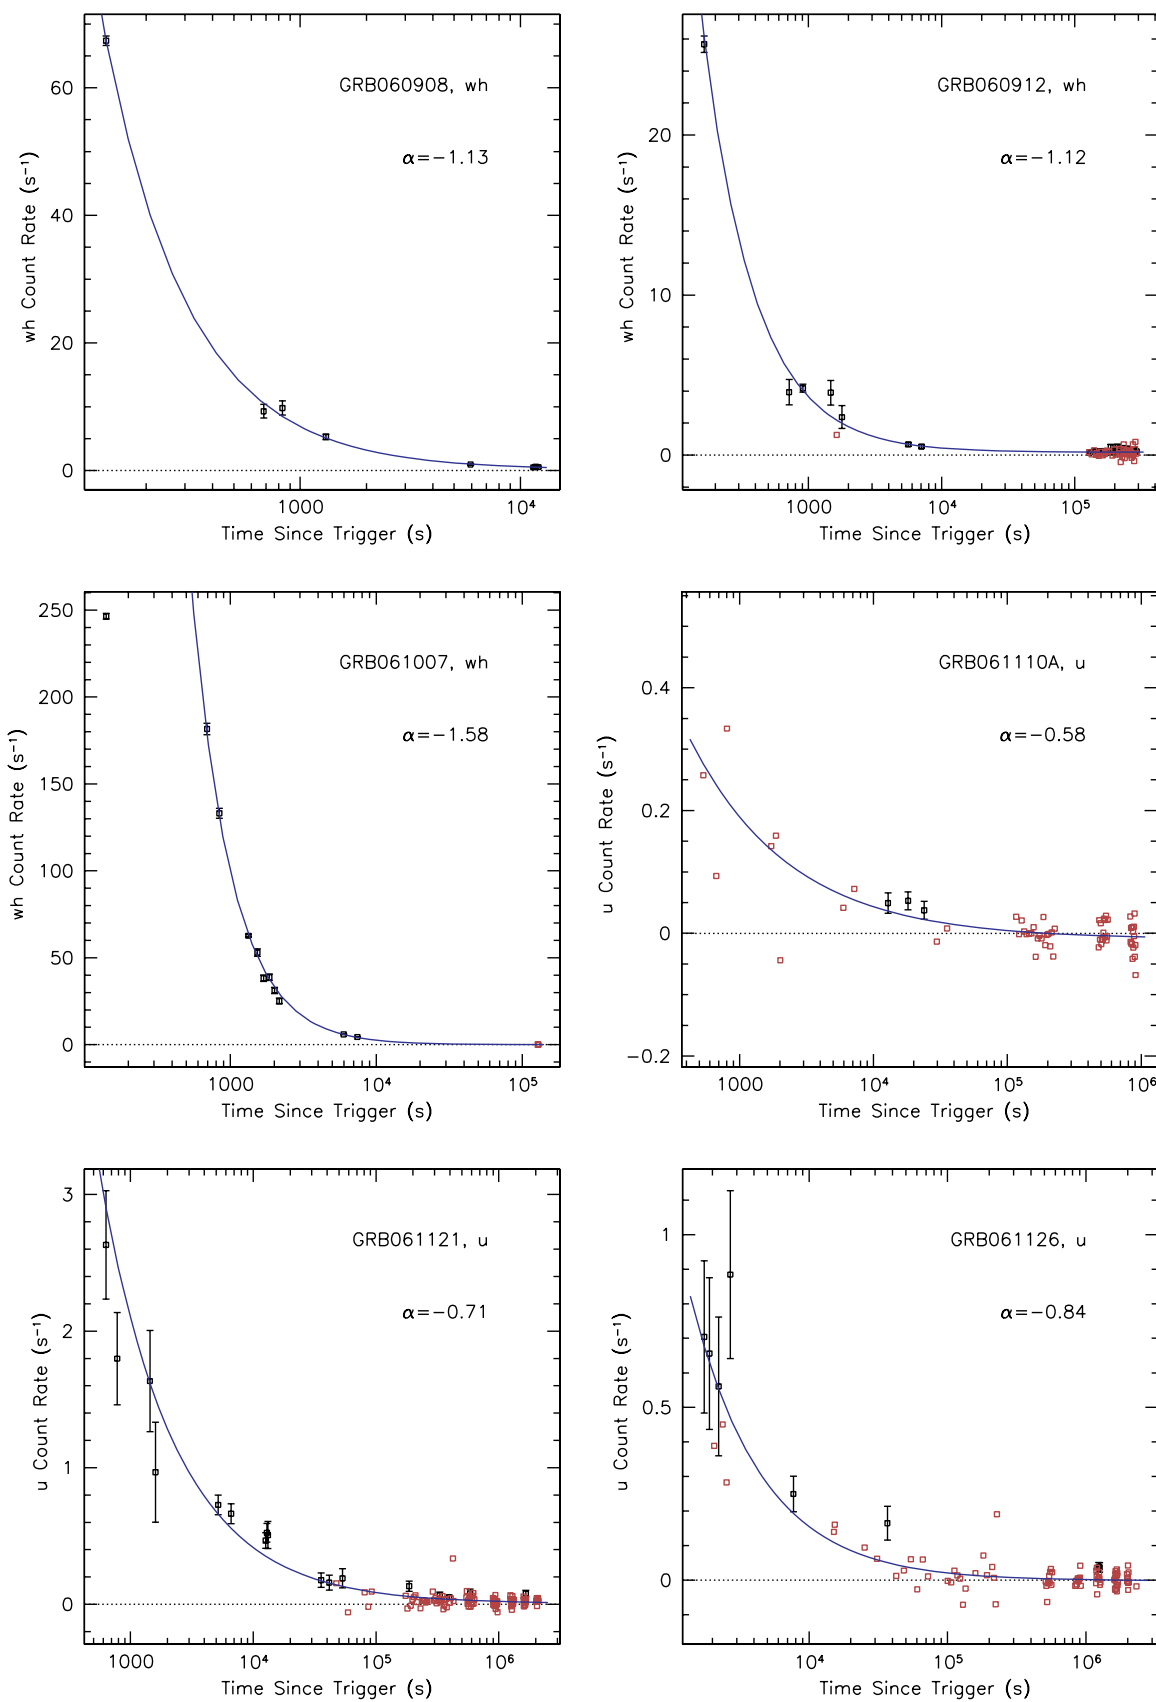 GRB060908, wh
α=−1.13
wh Count Rate (s⁻¹)
60
40
20
0
1000 10⁴
Time Since Trigger (s)
GRB060912, wh
α=−1.12
wh Count Rate (s⁻¹)
20
10
0
1000 10⁴ 10⁵
Time Since Trigger (s)
GRB061007, wh
α=−1.58
wh Count Rate (s⁻¹)
250
200
150
100
50
0
1000 10⁴ 10⁵
Time Since Trigger (s)
GRB061110A, u
α=−0.58
u Count Rate (s⁻¹)
0.4
0.2
0
−0.2
1000 10⁴ 10⁵ 10⁶
Time Since Trigger (s)
GRB061121, u
α=−0.71
u Count Rate (s⁻¹)
3
2
1
0
1000 10⁴ 10⁵ 10⁶
Time Since Trigger (s)
GRB061126, u
α=−0.84
u Count Rate (s⁻¹)
1
0.5
0
10⁴ 10⁵ 10⁶
Time Since Trigger (s)